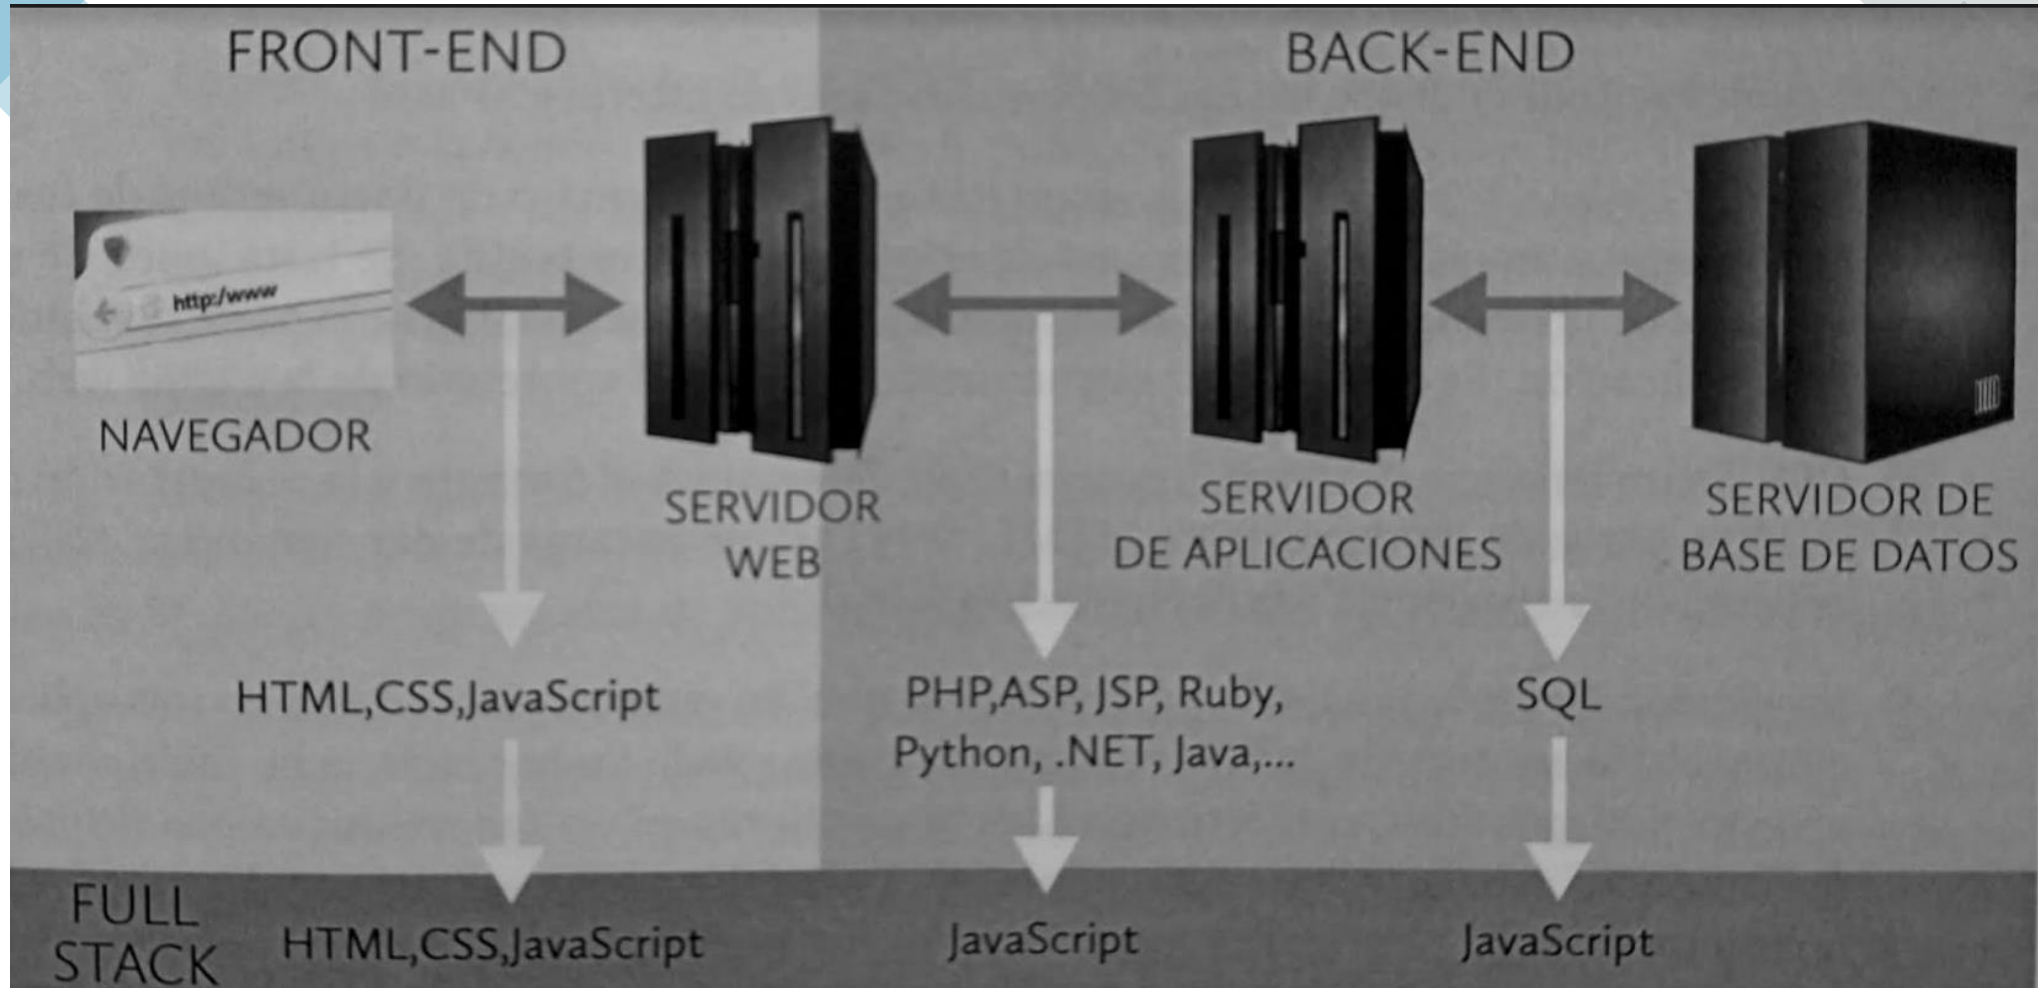 FRONT-END
BACK-END
http:/www
NAVEGADOR
SERVIDOR
WEB
SERVIDOR
DE APLICACIONES
SERVIDOR DE
BASE DE DATOS
HTML,CSS,JavaScript
PHP,ASP, JSP, Ruby,
Python, .NET, Java,...
SQL
FULL
STACK
HTML,CSS,JavaScript
JavaScript
JavaScript